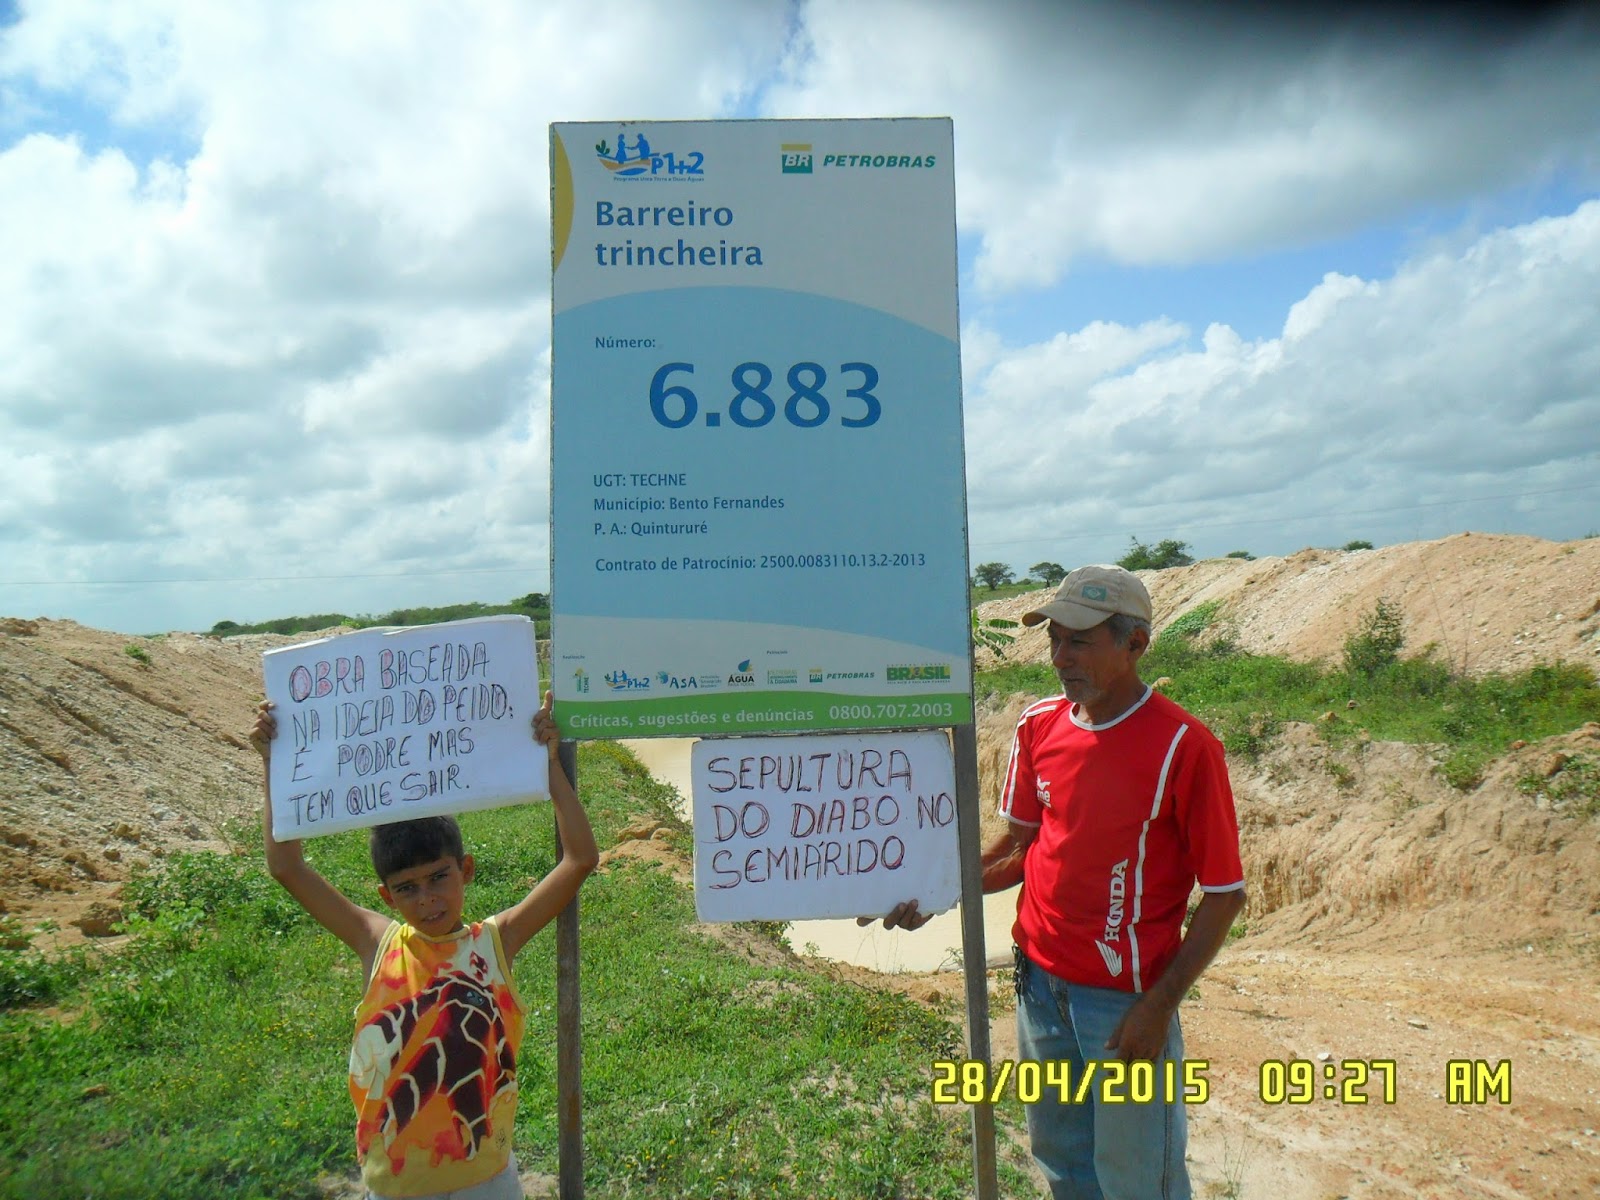 P1+2
Programa Uma Terra e Duas Águas
BR PETROBRAS
Barreiro
trincheira
Número:
6.883
UGT: TECHNE
Município: Bento Fernandes
P. A.: Quintururé
Contrato de Patrocínio: 2500.0083110.13.2-2013
P1+2
ASA
ÁGUA
BR PETROBRAS
BRASIL
Críticas, sugestões e denúncias 0800.707.2003
OBRA BASEADA
NA IDEIA DO PEIDO:
É PODRE MAS
TEM QUE SAIR.
SEPULTURA
DO DIABO NO
SEMIÁRIDO
HONDA
28/04/2015 09:27 AM